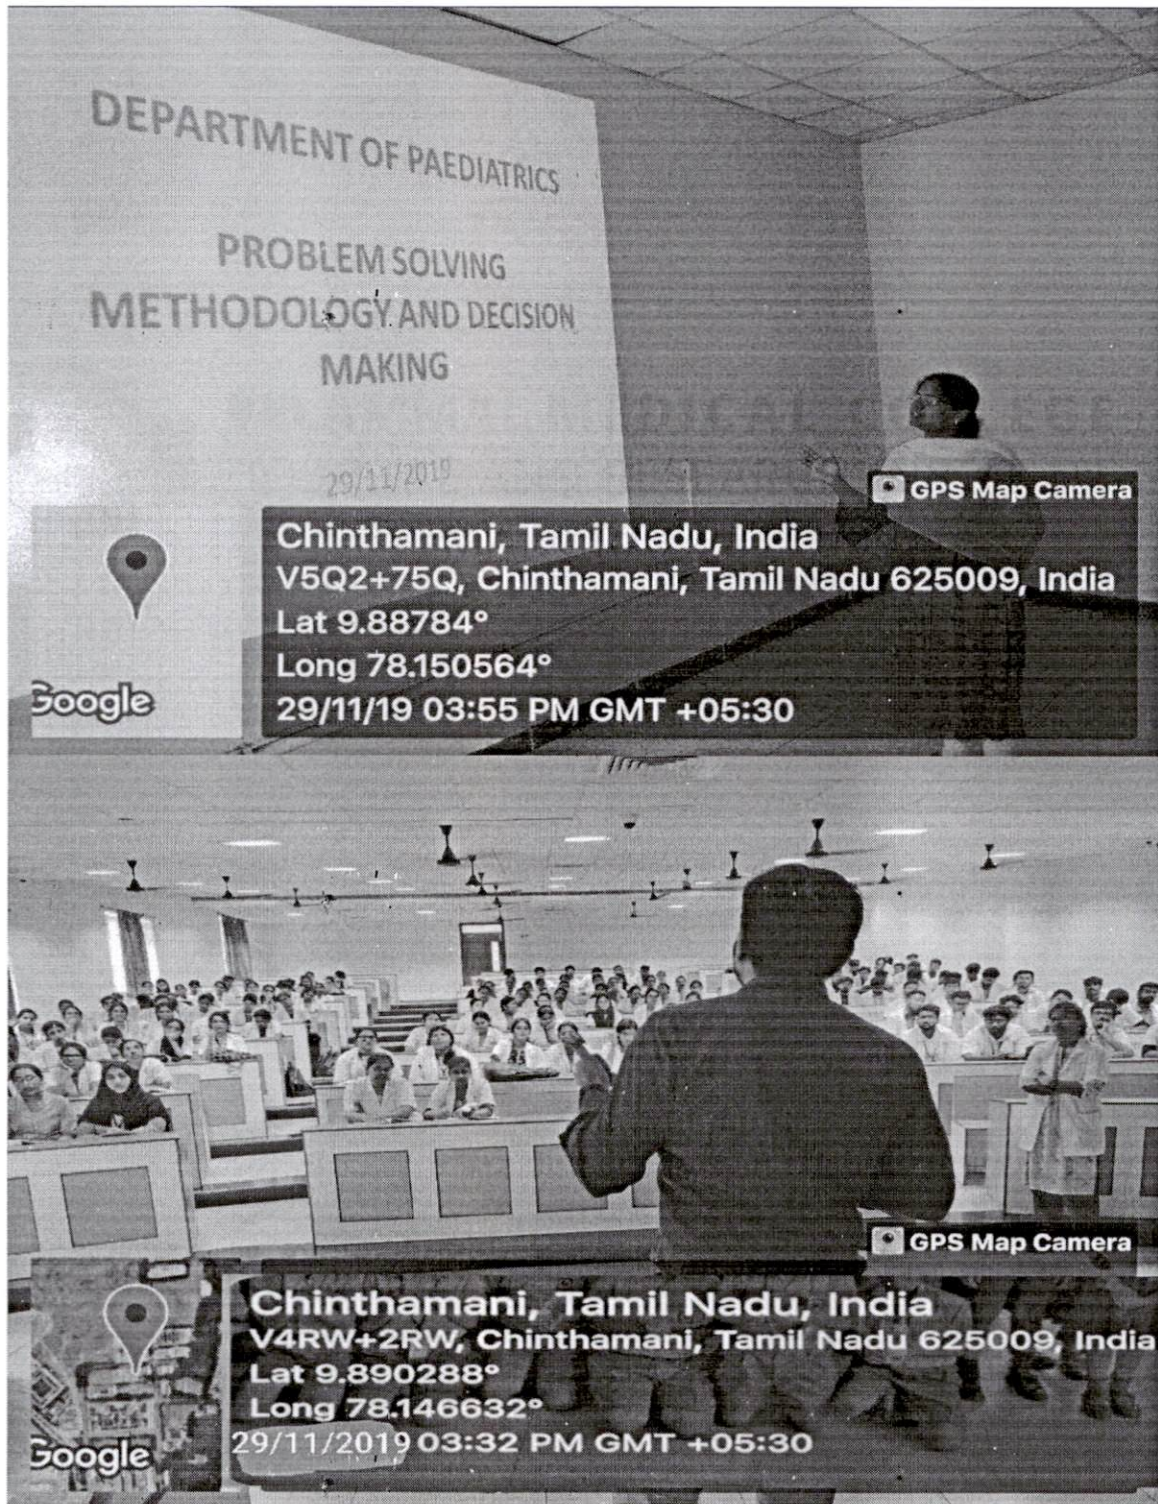 DEPARTMENT OF PAEDIATRICS
PROBLEM SOLVING
METHODOLOGY AND DECISION
MAKING
29/11/2019
GPS Map Camera
Chinthamani, Tamil Nadu, India
V5Q2+75Q, Chinthamani, Tamil Nadu 625009, India
Lat 9.88784°
Long 78.150564°
29/11/19 03:55 PM GMT +05:30
Google
GPS Map Camera
Chinthamani, Tamil Nadu, India
V4RW+2RW, Chinthamani, Tamil Nadu 625009, India
Lat 9.890288°
Long 78.146632°
29/11/2019 03:32 PM GMT +05:30
Google